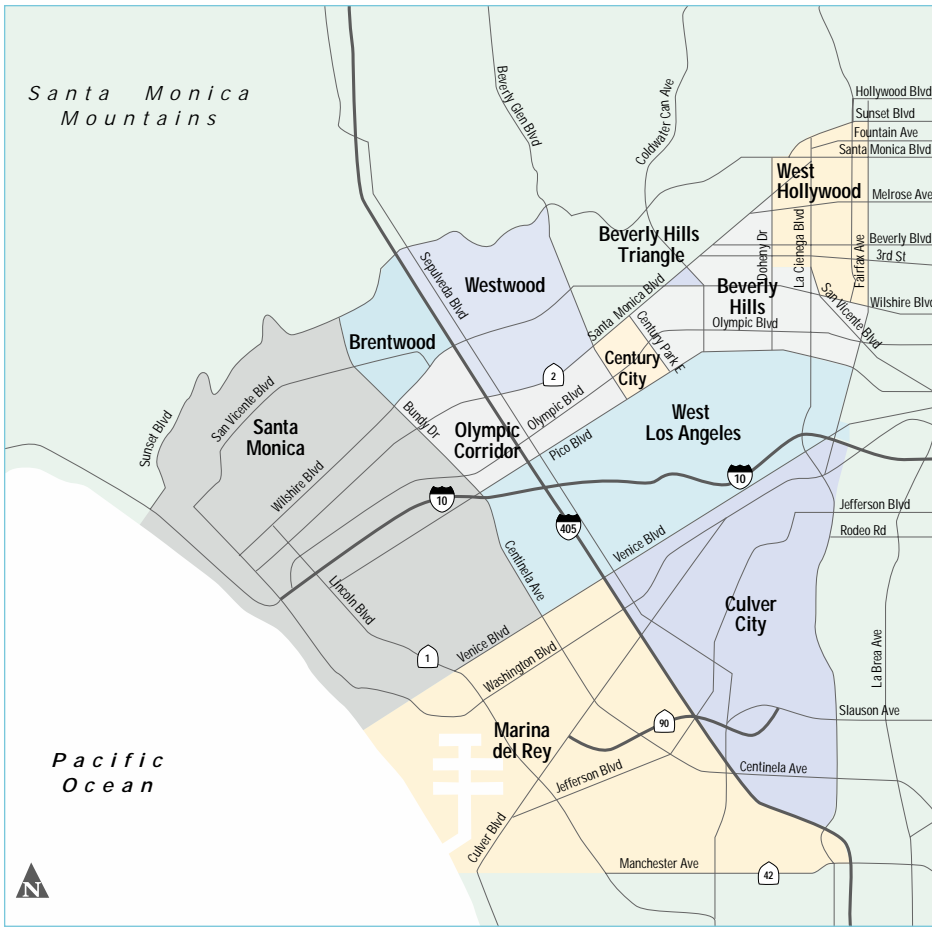 Santa Monica
Mountains
Beverly Glen Blvd
Coldwater Can Ave
Hollywood Blvd
Sunset Blvd
Fountain Ave
Santa Monica Blvd
West
Hollywood
Melrose Ave
Beverly Hills
Triangle
Doheny Dr
La Cienega Blvd
Fairfax Ave
Beverly Blvd
3rd St
Sepulveda Blvd
Westwood
Santa Monica Blvd
Beverly
Hills
San Vicente Blvd
Wilshire Blvd
Olympic Blvd
Brentwood
Century Park E
Century
City
2
San Vicente Blvd
Sunset Blvd
Bundy Dr
Olympic Blvd
Santa
Monica
Olympic
Corridor
Pico Blvd
West
Los Angeles
Wilshire Blvd
10
10
405
Jefferson Blvd
Rodeo Rd
Centinela Ave
Venice Blvd
Lincoln Blvd
Culver
City
La Brea Ave
1
Venice Blvd
Washington Blvd
Slauson Ave
90
Marina
del Rey
Pacific
Ocean
Jefferson Blvd
Centinela Ave
Culver Blvd
Manchester Ave
42
N